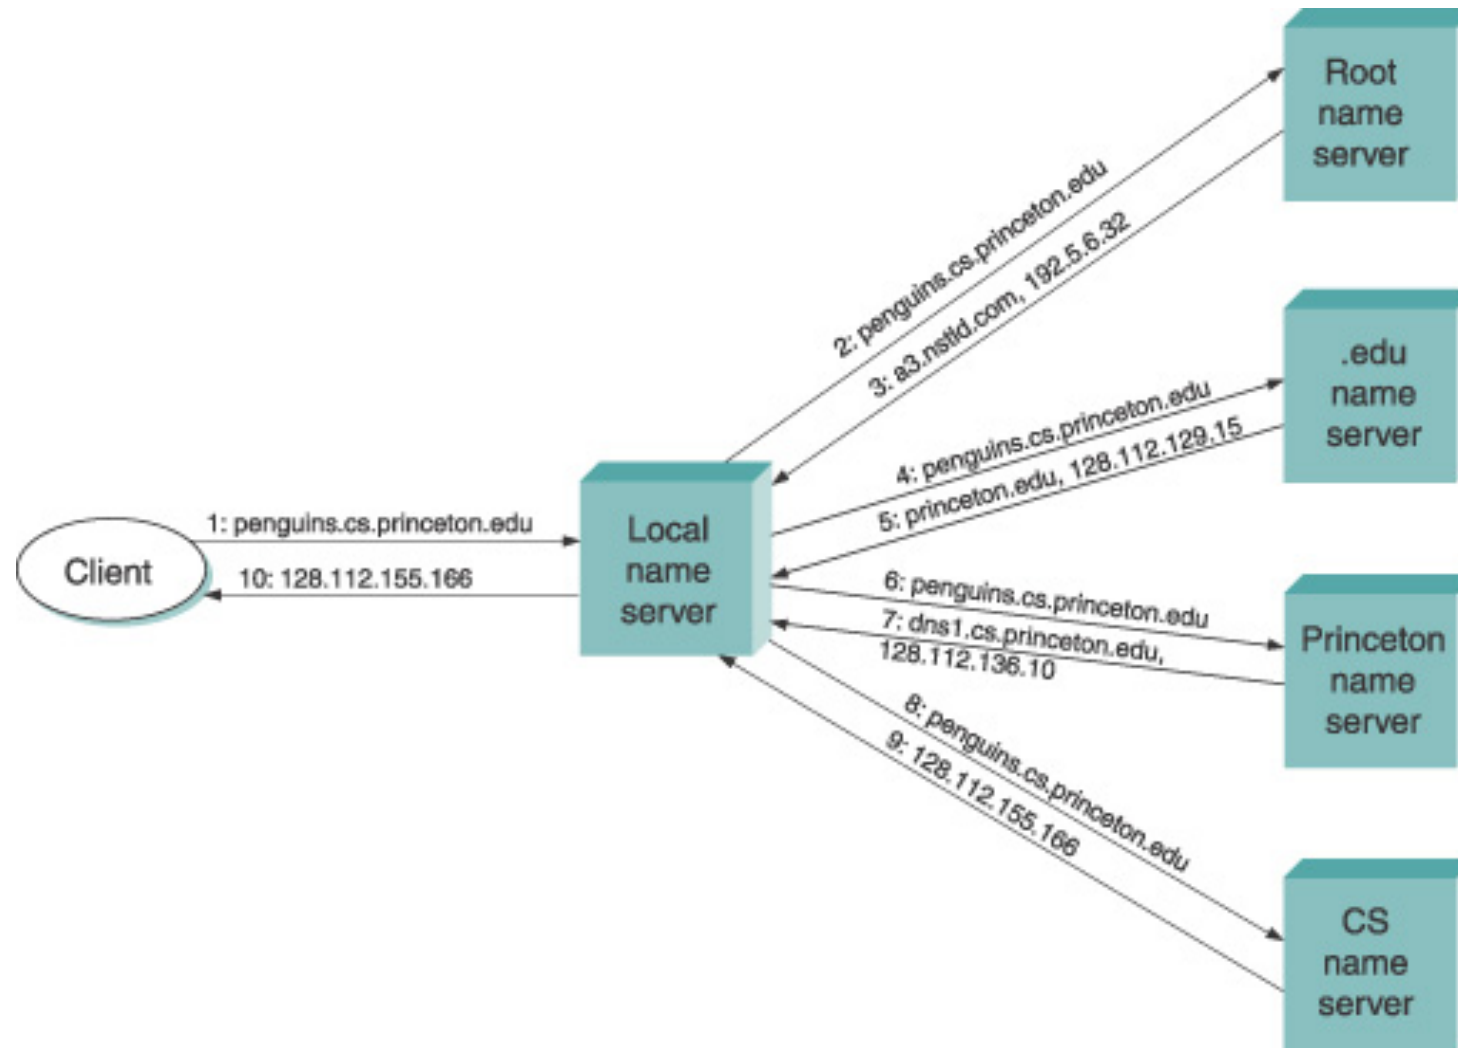 Root
name
server
2: penguins.cs.princeton.edu
3: a3.nstld.com, 192.5.6.32
.edu
name
server
4: penguins.cs.princeton.edu
5: princeton.edu, 128.112.129.15
Client
1: penguins.cs.princeton.edu
10: 128.112.155.166
Local
name
server
6: penguins.cs.princeton.edu
7: dns1.cs.princeton.edu,
128.112.136.10
Princeton
name
server
8: penguins.cs.princeton.edu
9: 128.112.155.166
CS
name
server